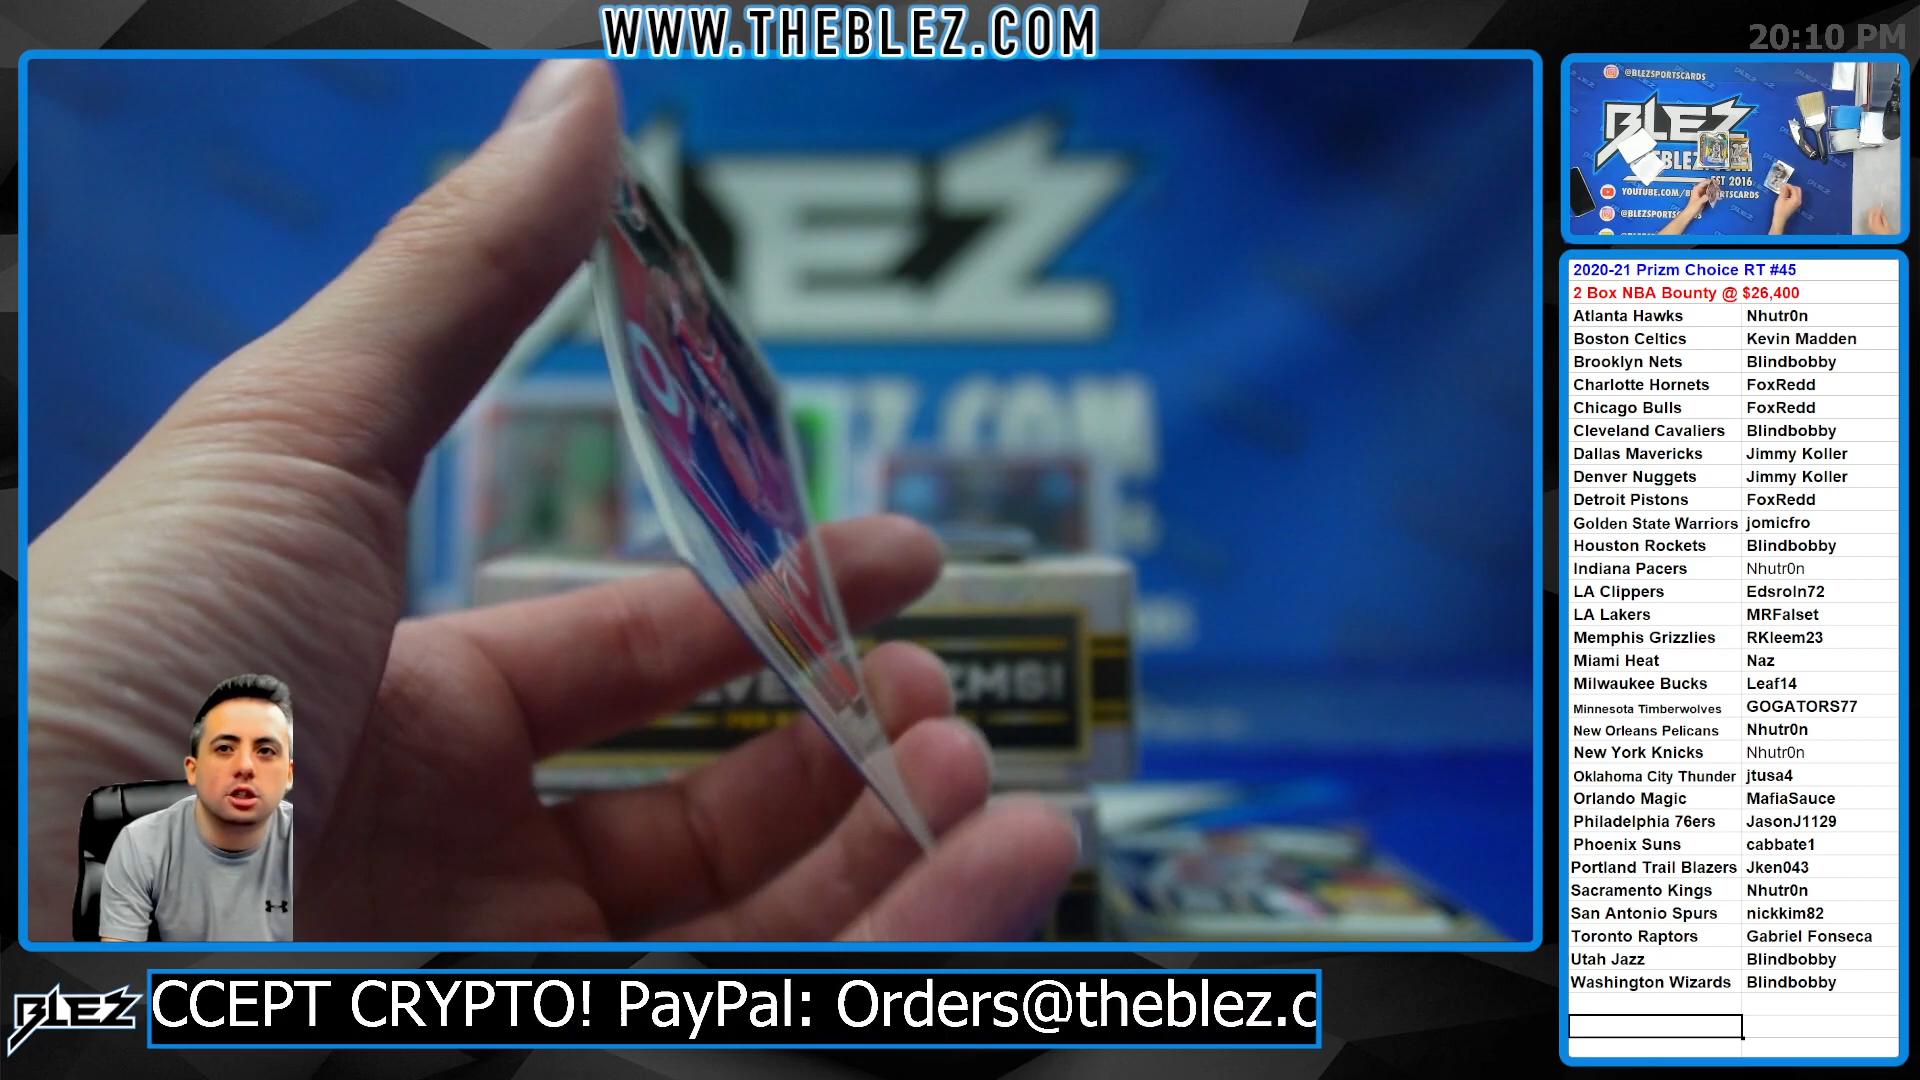 WWW.THEBLEZ.COM
20:10 PM
@BLEZSPORTSCARDS
BLEZ
EST 2016
@BLEZSPORTS
2020-21 Prizm Choice RT #45
2 Box NBA Bounty @ $26,400
Atlanta Hawks Nhutr0n
Boston Celtics Kevin Madden
Brooklyn Nets Blindbobby
Charlotte Hornets FoxRedd
Chicago Bulls FoxRedd
Cleveland Cavaliers Blindbobby
Dallas Mavericks Jimmy Koller
Denver Nuggets Jimmy Koller
Detroit Pistons FoxRedd
Golden State Warriors jomicfro
Houston Rockets Blindbobby
Indiana Pacers Nhutr0n
LA Clippers Edsroln72
LA Lakers MRFalset
Memphis Grizzlies RKleem23
Miami Heat Naz
Milwaukee Bucks Leaf14
Minnesota Timberwolves GOGATORS77
New Orleans Pelicans Nhutr0n
New York Knicks Nhutr0n
Oklahoma City Thunder jtusa4
Orlando Magic MafiaSauce
Philadelphia 76ers JasonJ1129
Phoenix Suns cabbate1
Portland Trail Blazers Jken043
Sacramento Kings Nhutr0n
San Antonio Spurs nickkim82
Toronto Raptors Gabriel Fonseca
Utah Jazz Blindbobby
Washington Wizards Blindbobby
BLEZ
CCEPT CRYPTO! PayPal: Orders@theblez.c